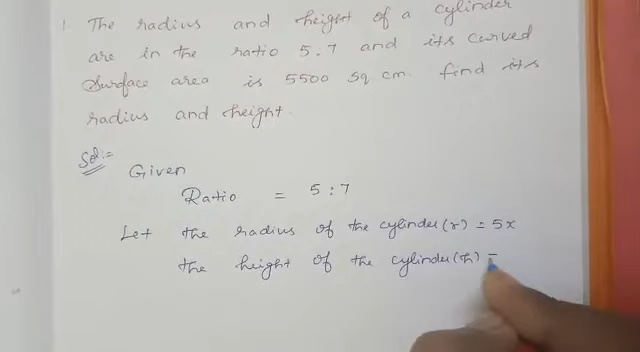 1. The radius and height of a cylinder
are in the ratio 5:7 and its curved
surface area is 5500 sq cm. find its
radius and height.
Sol:-
Given
Ratio = 5:7
Let the radius of the cylinder(r) = 5x
the height of the cylinder(h) =